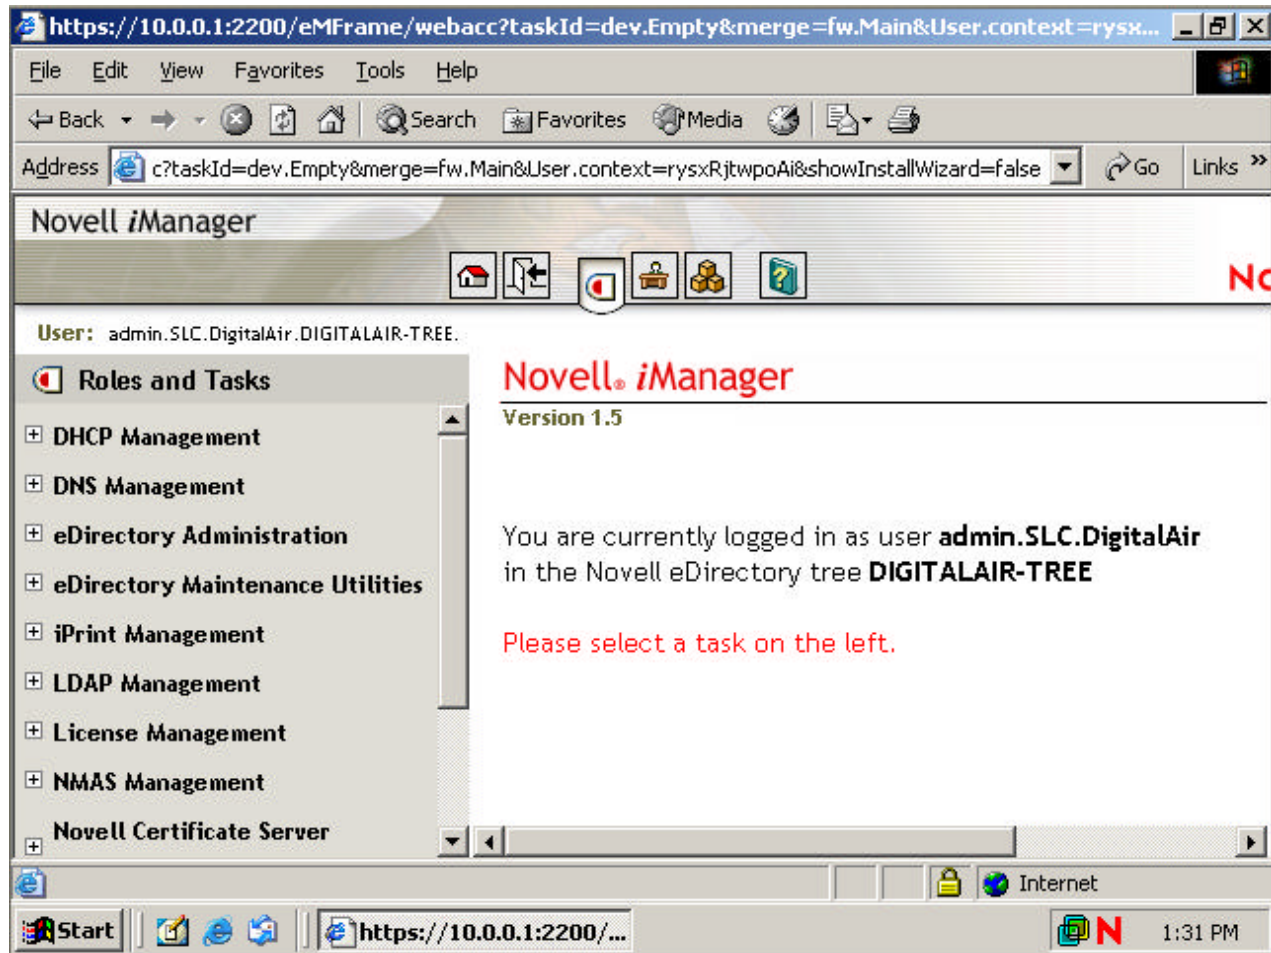 https://10.0.0.1:2200/eMFrame/webacc?taskId=dev.Empty&merge=fw.Main&User.context=rysx...
File Edit View Favorites Tools Help
Back Search Favorites Media
Address c?taskId=dev.Empty&merge=fw.Main&User.context=rysxRjtwpoAi&showInstallWizard=false Go Links »
Novell iManager
No
User: admin.SLC.DigitalAir.DIGITALAIR-TREE.
Roles and Tasks
DHCP Management
DNS Management
eDirectory Administration
eDirectory Maintenance Utilities
iPrint Management
LDAP Management
License Management
NMAS Management
Novell Certificate Server
Novell® iManager
Version 1.5
You are currently logged in as user admin.SLC.DigitalAir
in the Novell eDirectory tree DIGITALAIR-TREE
Please select a task on the left.
Internet
Start https://10.0.0.1:2200/... N 1:31 PM